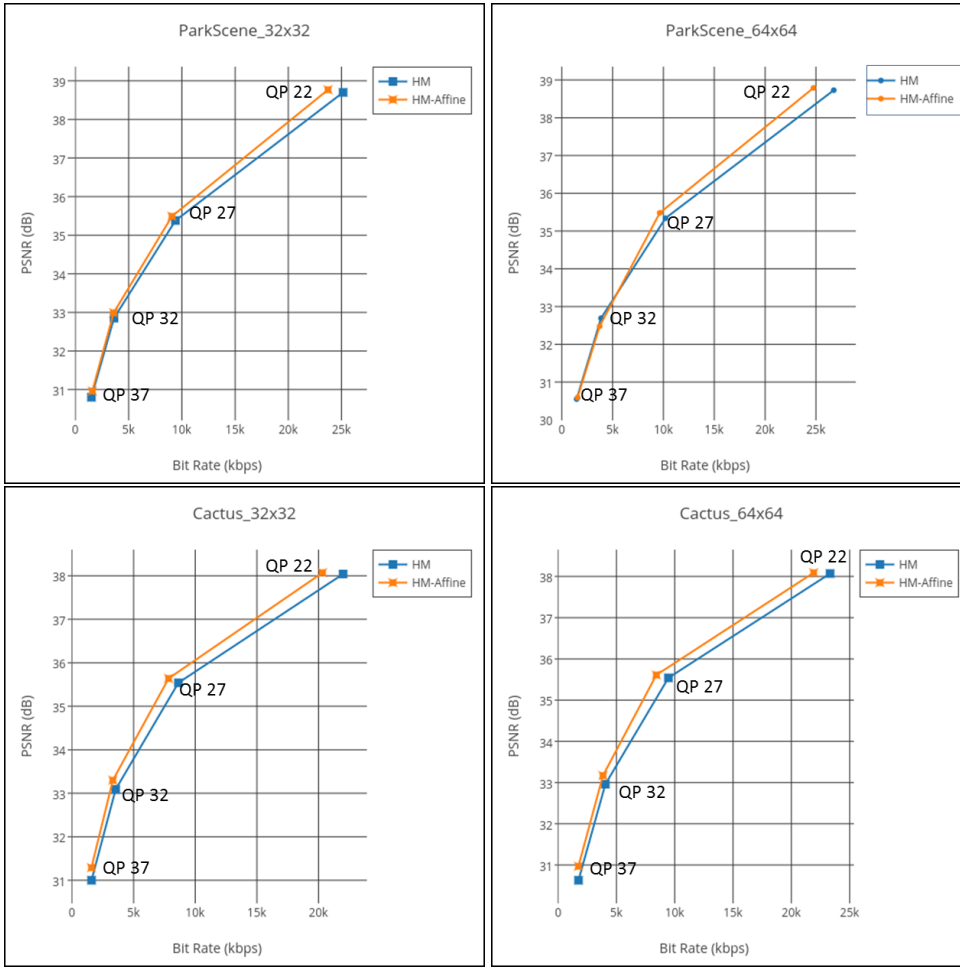 ParkScene_32x32
HM
HM-Affine
QP 22
QP 27
QP 32
QP 37
39
38
37
36
35
34
33
32
31
0
5k
10k
15k
20k
25k
PSNR (dB)
Bit Rate (kbps)
ParkScene_64x64
HM
HM-Affine
QP 22
QP 27
QP 32
QP 37
39
38
37
36
35
34
33
32
31
30
0
5k
10k
15k
20k
25k
PSNR (dB)
Bit Rate (kbps)
Cactus_32x32
HM
HM-Affine
QP 22
QP 27
QP 32
QP 37
38
37
36
35
34
33
32
31
0
5k
10k
15k
20k
PSNR (dB)
Bit Rate (kbps)
Cactus_64x64
HM
HM-Affine
QP 22
QP 27
QP 32
QP 37
38
37
36
35
34
33
32
31
0
5k
10k
15k
20k
25k
PSNR (dB)
Bit Rate (kbps)